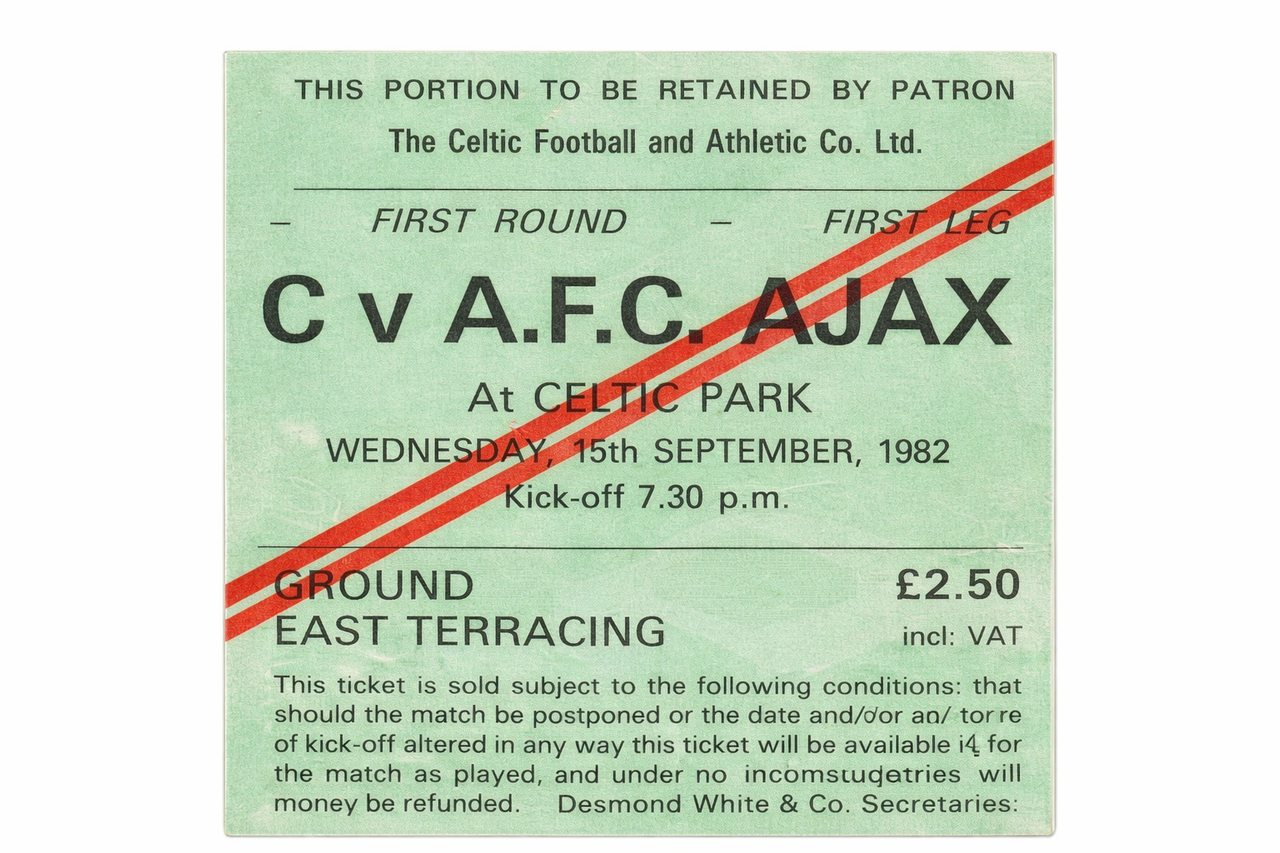 THIS PORTION TO BE RETAINED BY PATRON
The Celtic Football and Athletic Co. Ltd.
– FIRST ROUND – FIRST LEG
C v A.F.C. AJAX
At CELTIC PARK
WEDNESDAY, 15th SEPTEMBER, 1982
Kick-off 7.30 p.m.
GROUND £2.50
EAST TERRACING incl: VAT
This ticket is sold subject to the following conditions: that
should the match be postponed or the date
of kick-off altered in any way this ticket will be available for
the match as played, and under no will
money be refunded. Desmond White & Co. Secretaries: